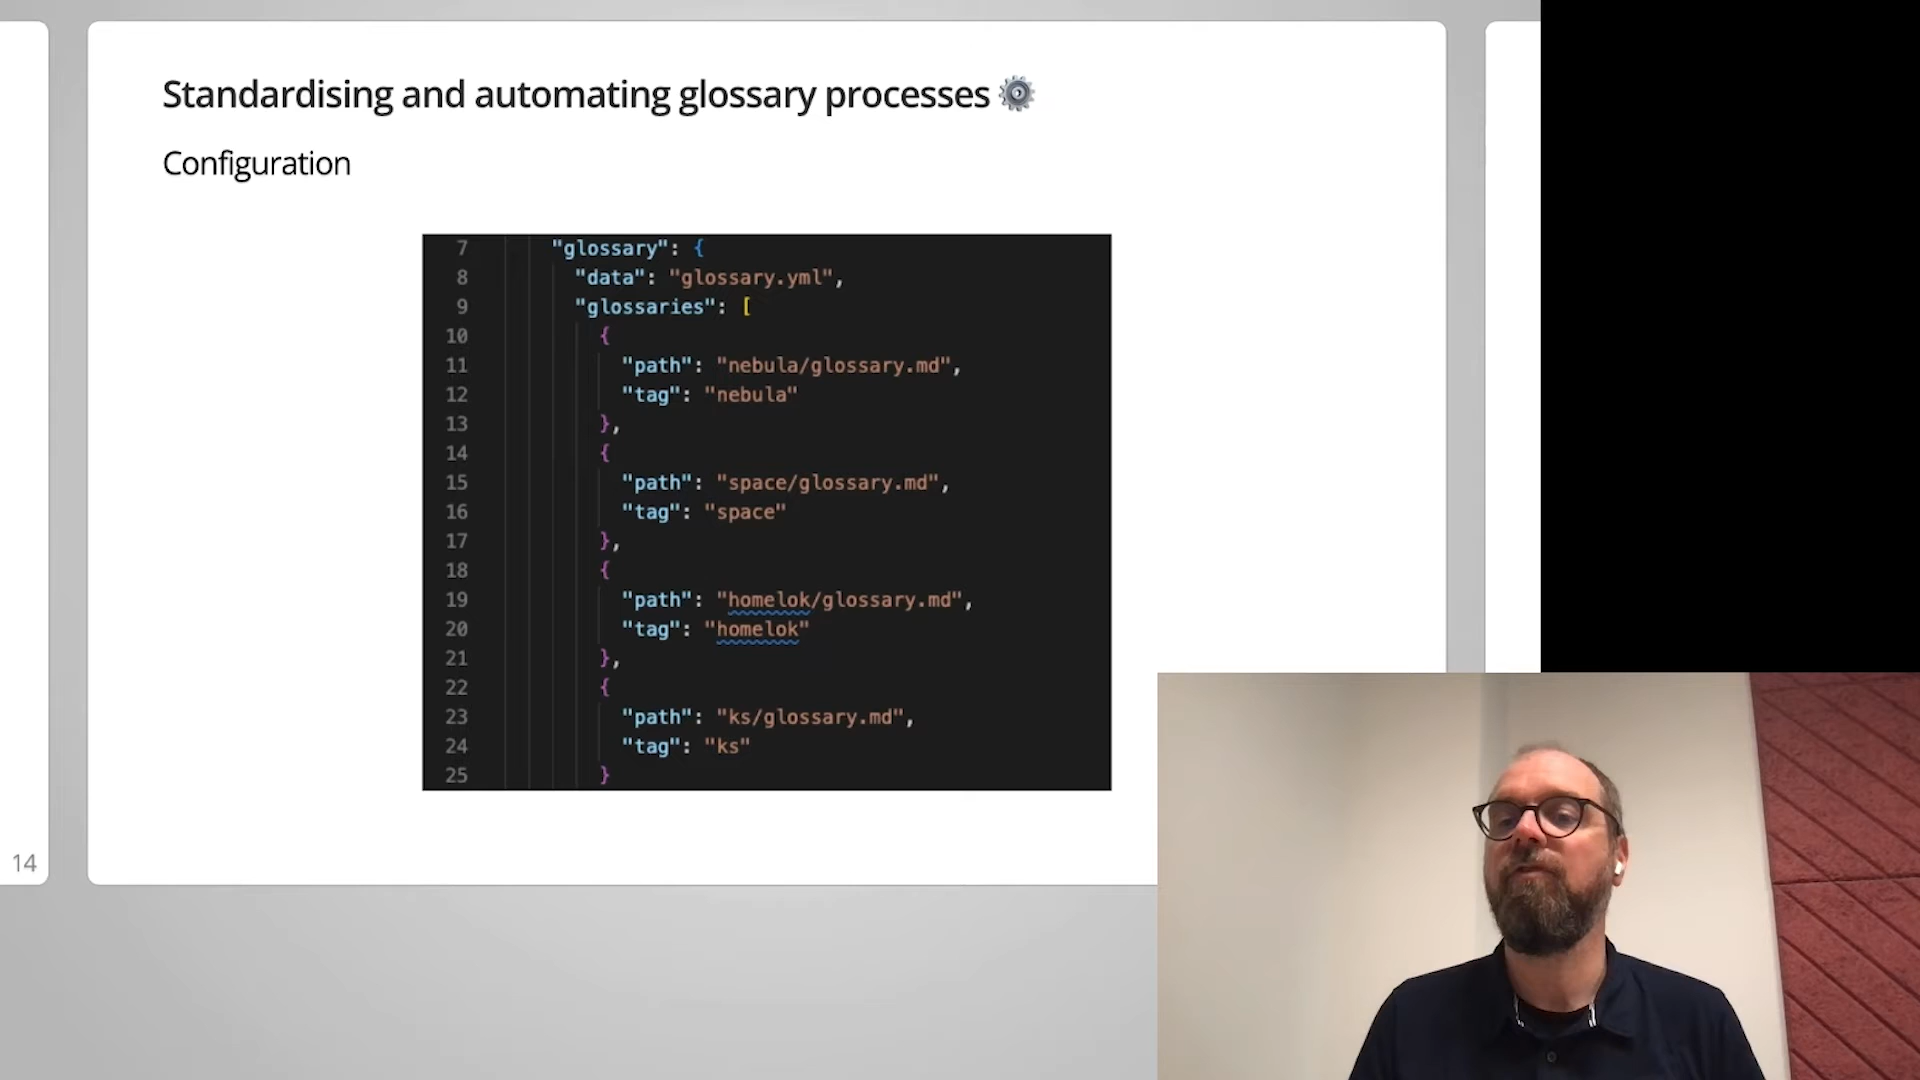 Standardising and automating glossary processes
Configuration
7 "glossary": {
8 "data": "glossary.yml",
9 "glossaries": [
10 {
11 "path": "nebula/glossary.md",
12 "tag": "nebula"
13 },
14 {
15 "path": "space/glossary.md",
16 "tag": "space"
17 },
18 {
19 "path": "homelok/glossary.md",
20 "tag": "homelok"
21 },
22 {
23 "path": "ks/glossary.md",
24 "tag": "ks"
25 }
14